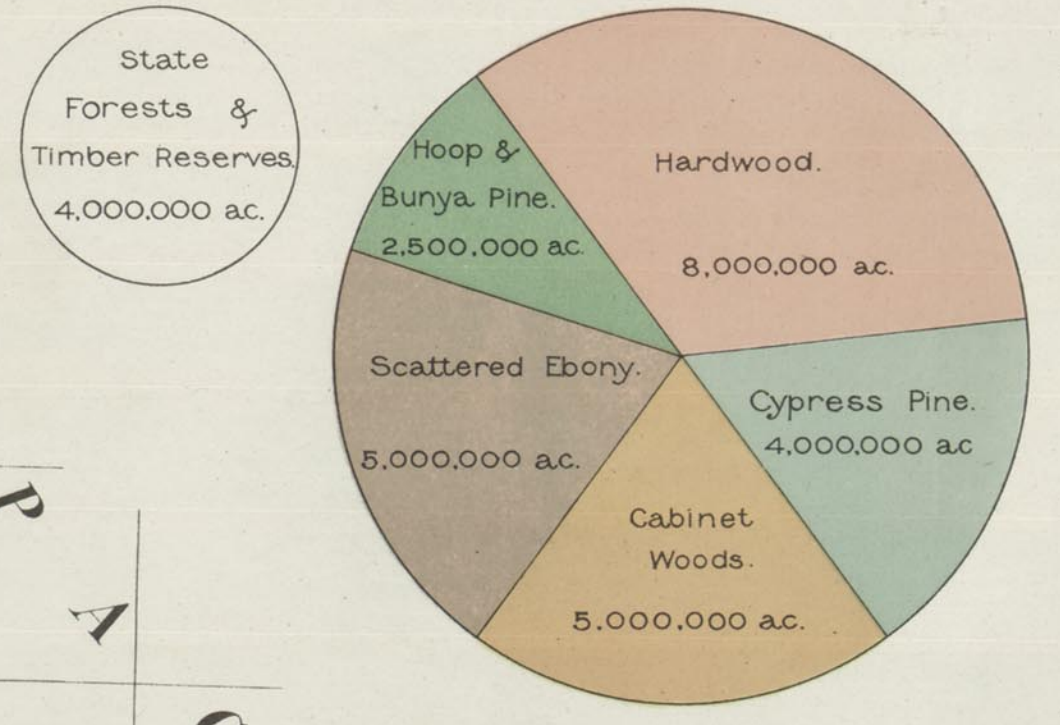 State
Forests &
Timber Reserves.
4,000,000 ac.
Hoop &
Bunya Pine.
2,500,000 ac.
Hardwood.
8,000,000 ac.
Scattered Ebony.
5,000,000 ac.
Cypress Pine.
4,000,000 ac
Cabinet
Woods.
5,000,000 ac.
P
A
C